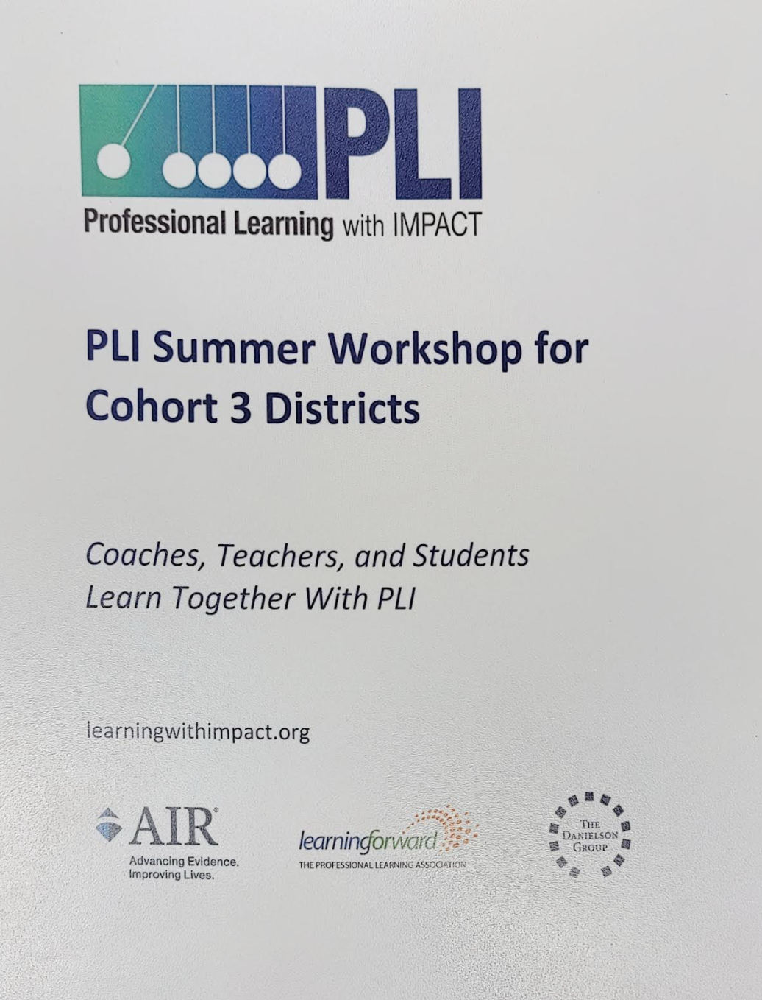 PLI
Professional Learning with IMPACT
PLI Summer Workshop for
Cohort 3 Districts
Coaches, Teachers, and Students
Learn Together With PLI
learningwithimpact.org
AIR®
Advancing Evidence.
Improving Lives.
learningforward
THE PROFESSIONAL LEARNING ASSOCIATION
THE
DANIELSON
GROUP